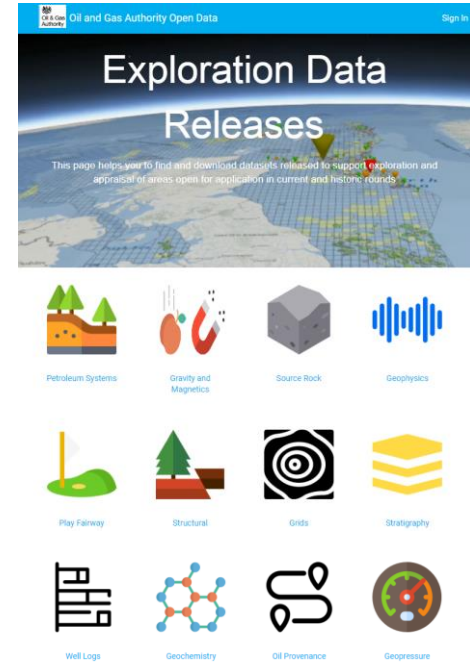 Oil & Gas
Authority
Oil and Gas Authority Open Data
Sign In
Exploration Data
Releases
This page helps you to find and download datasets released to support exploration and
appraisal of areas open for application in current and historic rounds
Petroleum Systems
Gravity and
Magnetics
Source Rock
Geophysics
Play Fairway
Structural
Grids
Stratigraphy
Well Logs
Geochemistry
Oil Provenance
Geopressure